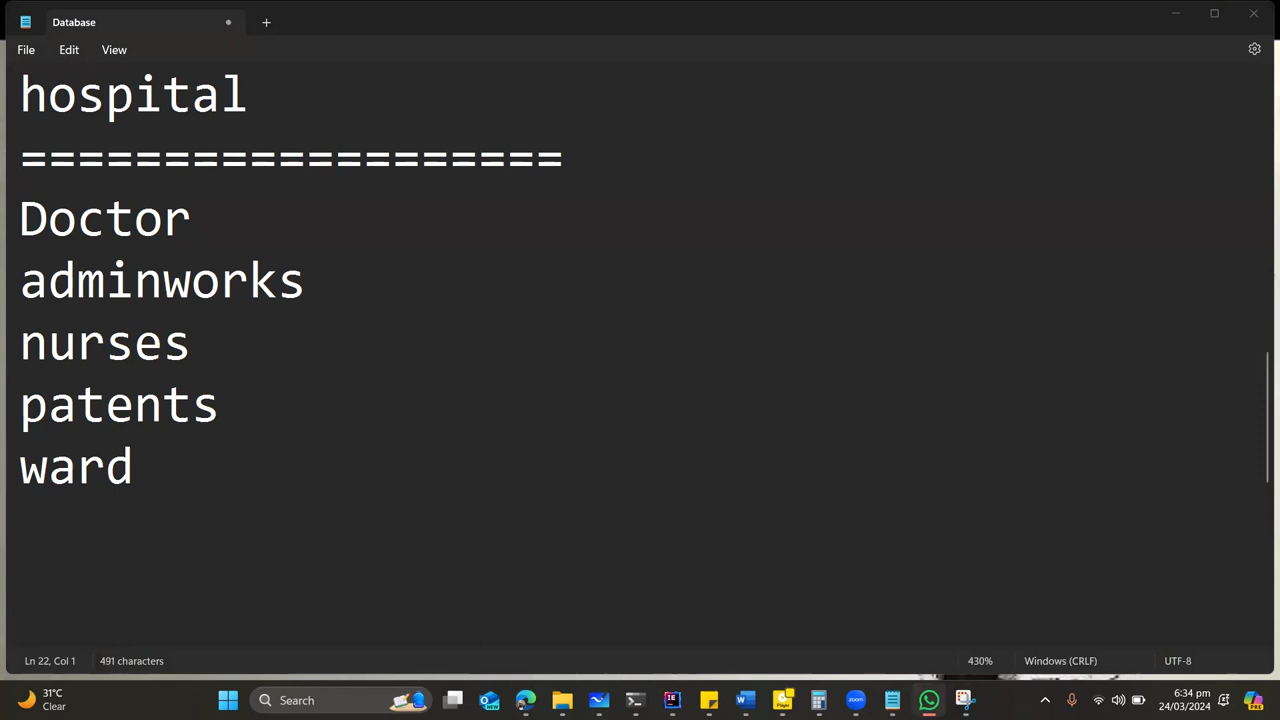 Database
File Edit View
hospital
===================
Doctor
adminworks
nurses
patents
ward
Ln 22, Col 1 491 characters 430% Windows (CRLF) UTF-8
31°C
Clear
Search
zoom
6:34 pm
24/03/2024